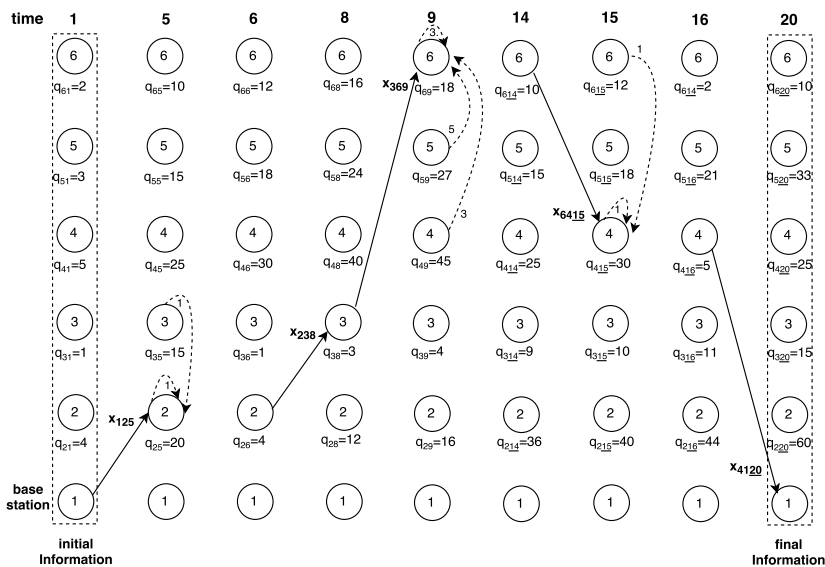 time 1 5 6 8 9 14 15 16 20
3
6 6 6 6 6 6 6 6 6
1
q61=2 q65=10 q66=12 q68=16 x369 q69=18 q614=10 q615=12 q614=2 q620=10
5 5 5 5 5 5 5 5 5
5
q51=3 q55=15 q56=18 q58=24 q59=27 q514=15 q515=18 q516=21 q520=33
3
x6415
1
4 4 4 4 4 4 4 4 4
q41=5 q45=25 q46=30 q48=40 q49=45 q414=25 q415=30 q416=5 q420=25
1
3 3 3 3 3 3 3 3 3
x238
q31=1 q35=15 q36=1 q38=3 q39=4 q314=9 q315=10 q316=11 q320=15
1
2 2 2 2 2 2 2 2 2
x125
q21=4 q25=20 q26=4 q28=12 q29=16 q214=36 q215=40 q216=44 q220=60
x4120
base
station
1 1 1 1 1 1 1 1 1
initial
Information
final
Information